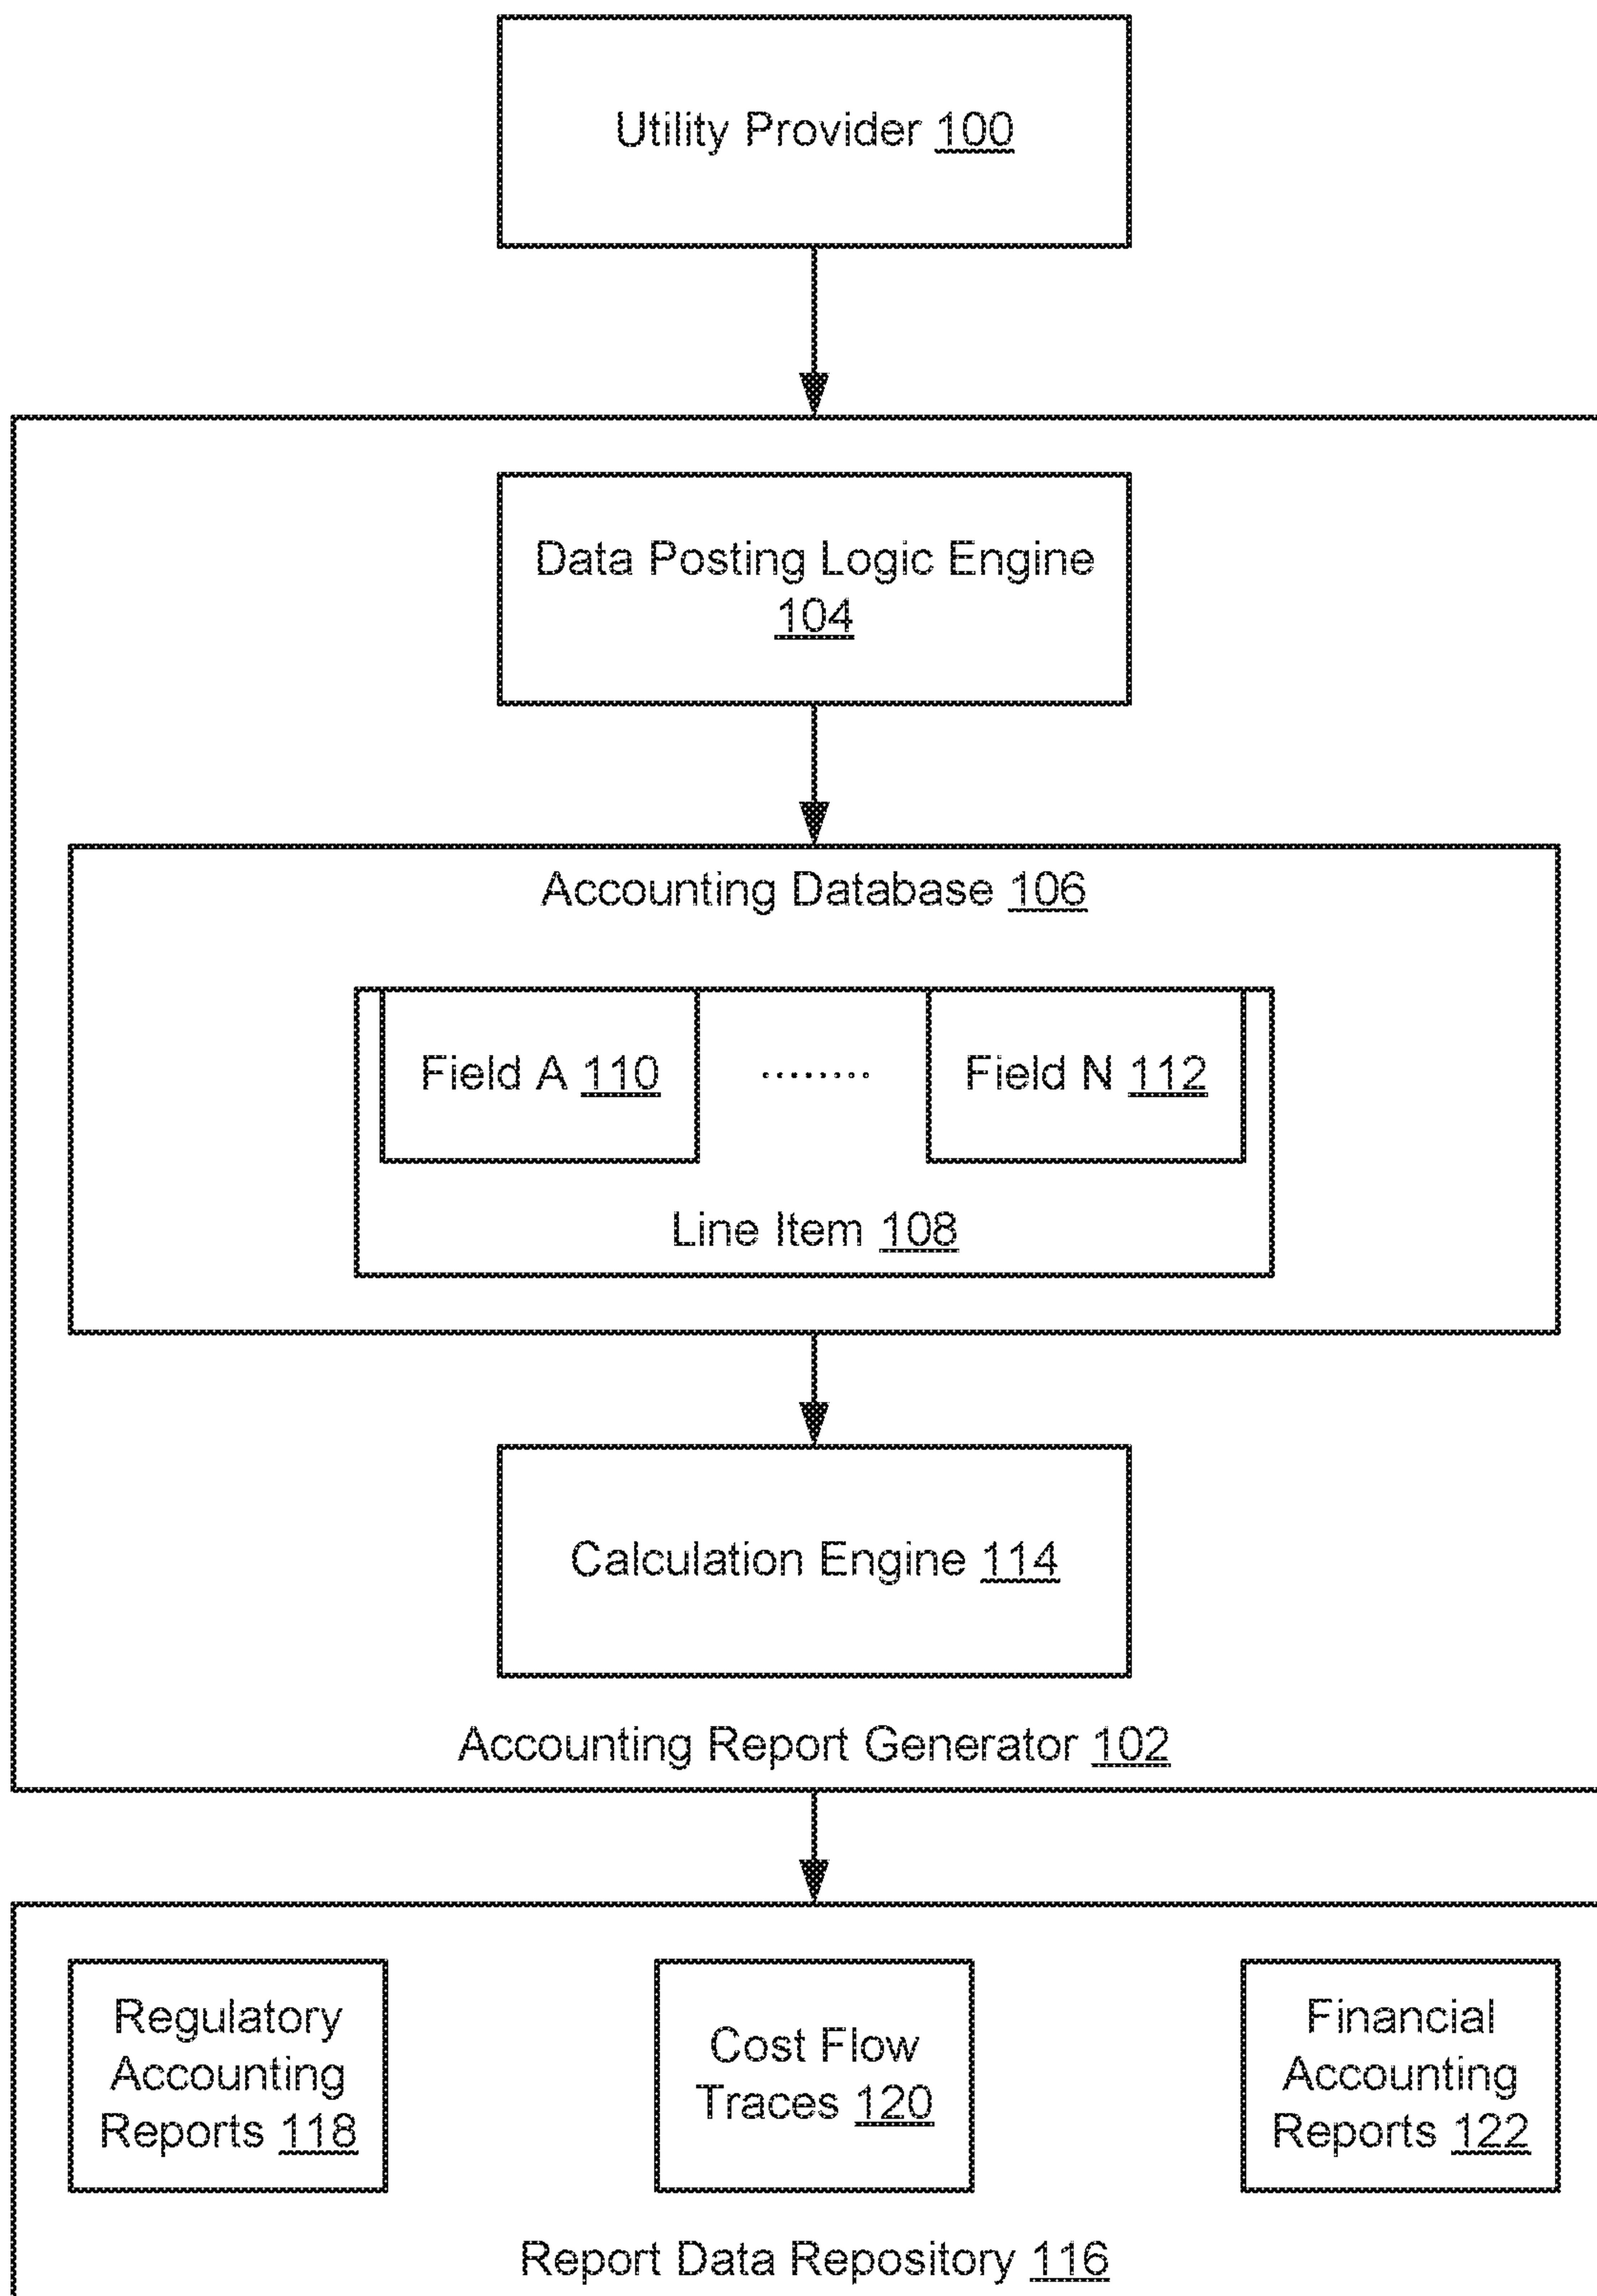 Utility Provider 100
Data Posting Logic Engine
104
Accounting Database 106
Field A 110 ........ Field N 112
Line Item 108
Calculation Engine 114
Accounting Report Generator 102
Regulatory
Accounting
Reports 118
Cost Flow
Traces 120
Financial
Accounting
Reports 122
Report Data Repository 116